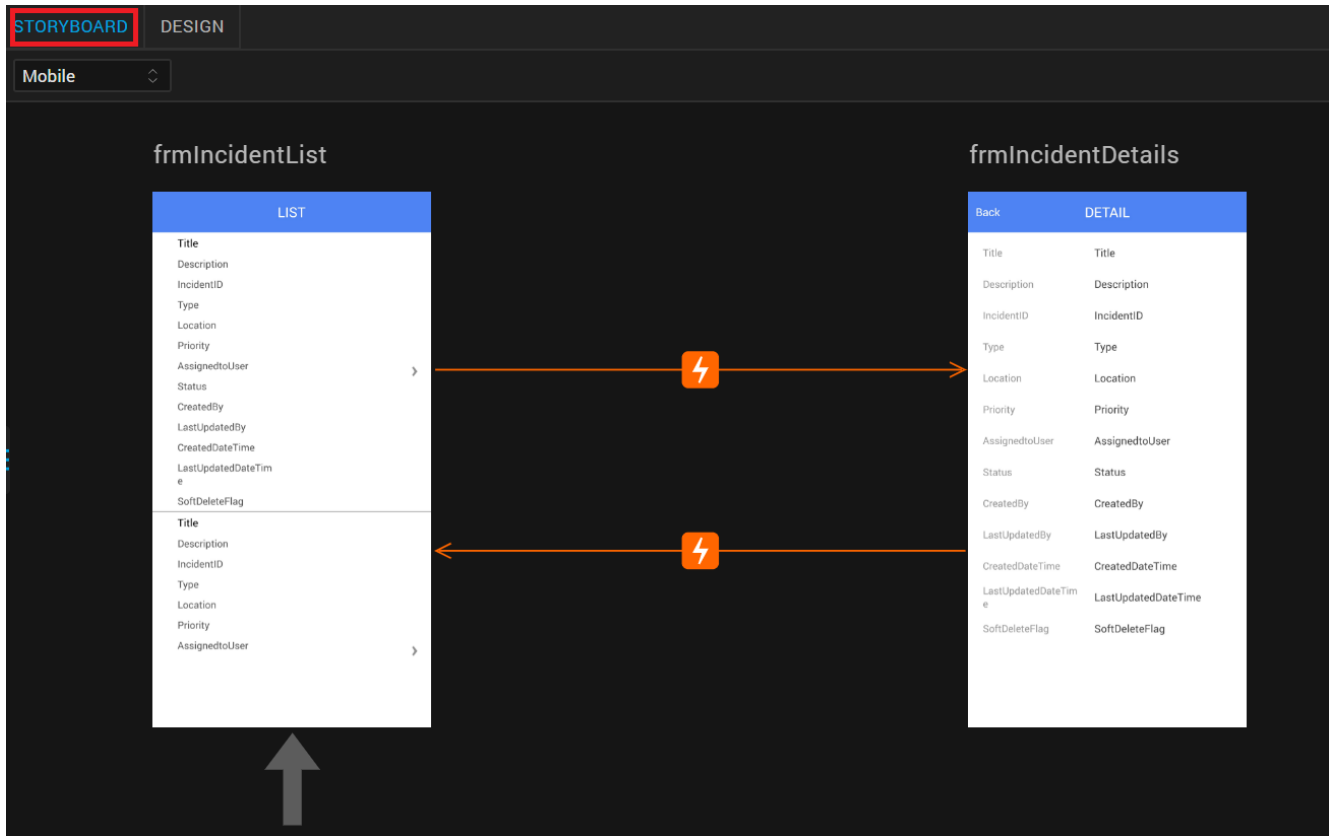 STORYBOARD DESIGN
Mobile
frmIncidentList
LIST
Title
Description
IncidentID
Type
Location
Priority
AssignedtoUser
Status
CreatedBy
LastUpdatedBy
CreatedDateTime
LastUpdatedDateTim
e
SoftDeleteFlag
Title
Description
IncidentID
Type
Location
Priority
AssignedtoUser
frmIncidentDetails
Back DETAIL
Title Title
Description Description
IncidentID IncidentID
Type Type
Location Location
Priority Priority
AssignedtoUser AssignedtoUser
Status Status
CreatedBy CreatedBy
LastUpdatedBy LastUpdatedBy
CreatedDateTime CreatedDateTime
LastUpdatedDateTim LastUpdatedDateTime
e
SoftDeleteFlag SoftDeleteFlag